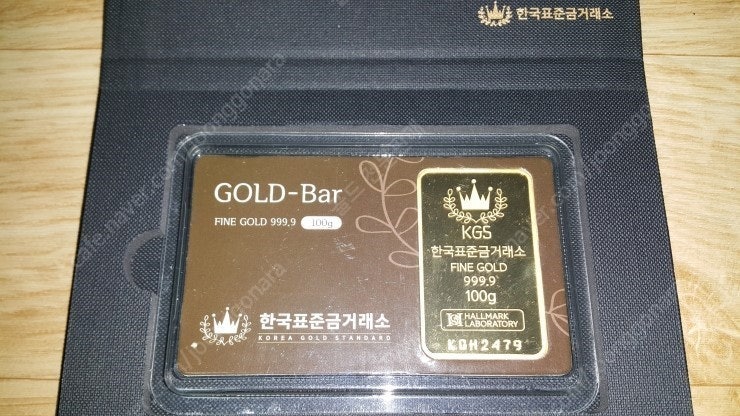 한국표준금거래소
GOLD-Bar
FINE GOLD 999.9 100g
한국표준금거래소
KOREA GOLD STANDARD
KGS
한국표준금거래소
FINE GOLD
999.9
100g
HALLMARK
LABORATORY